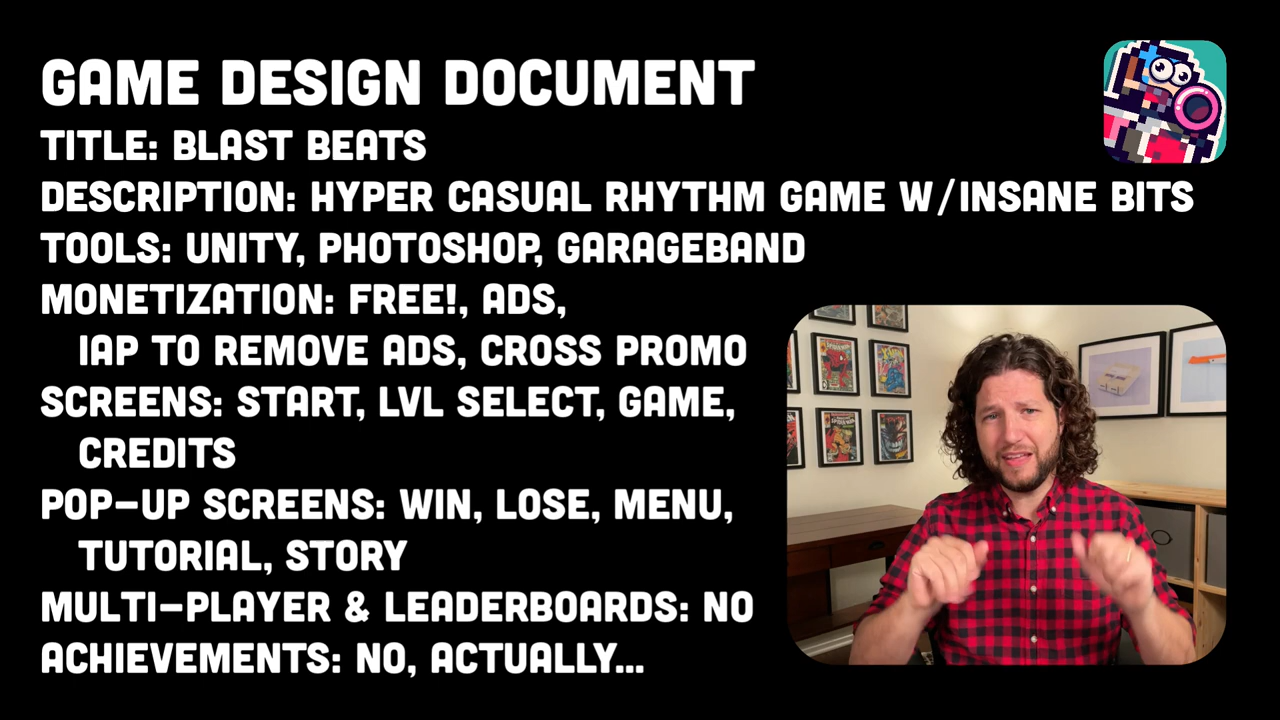 GAME DESIGN DOCUMENT
TITLE: BLAST BEATS
DESCRIPTION: HYPER CASUAL RHYTHM GAME W/INSANE BITS
TOOLS: UNITY, PHOTOSHOP, GARAGEBAND
MONETIZATION: FREE!, ADS,
IAP TO REMOVE ADS, CROSS PROMO
SCREENS: START, LVL SELECT, GAME,
CREDITS
POP-UP SCREENS: WIN, LOSE, MENU,
TUTORIAL, STORY
MULTI-PLAYER & LEADERBOARDS: NO
ACHIEVEMENTS: NO, ACTUALLY...